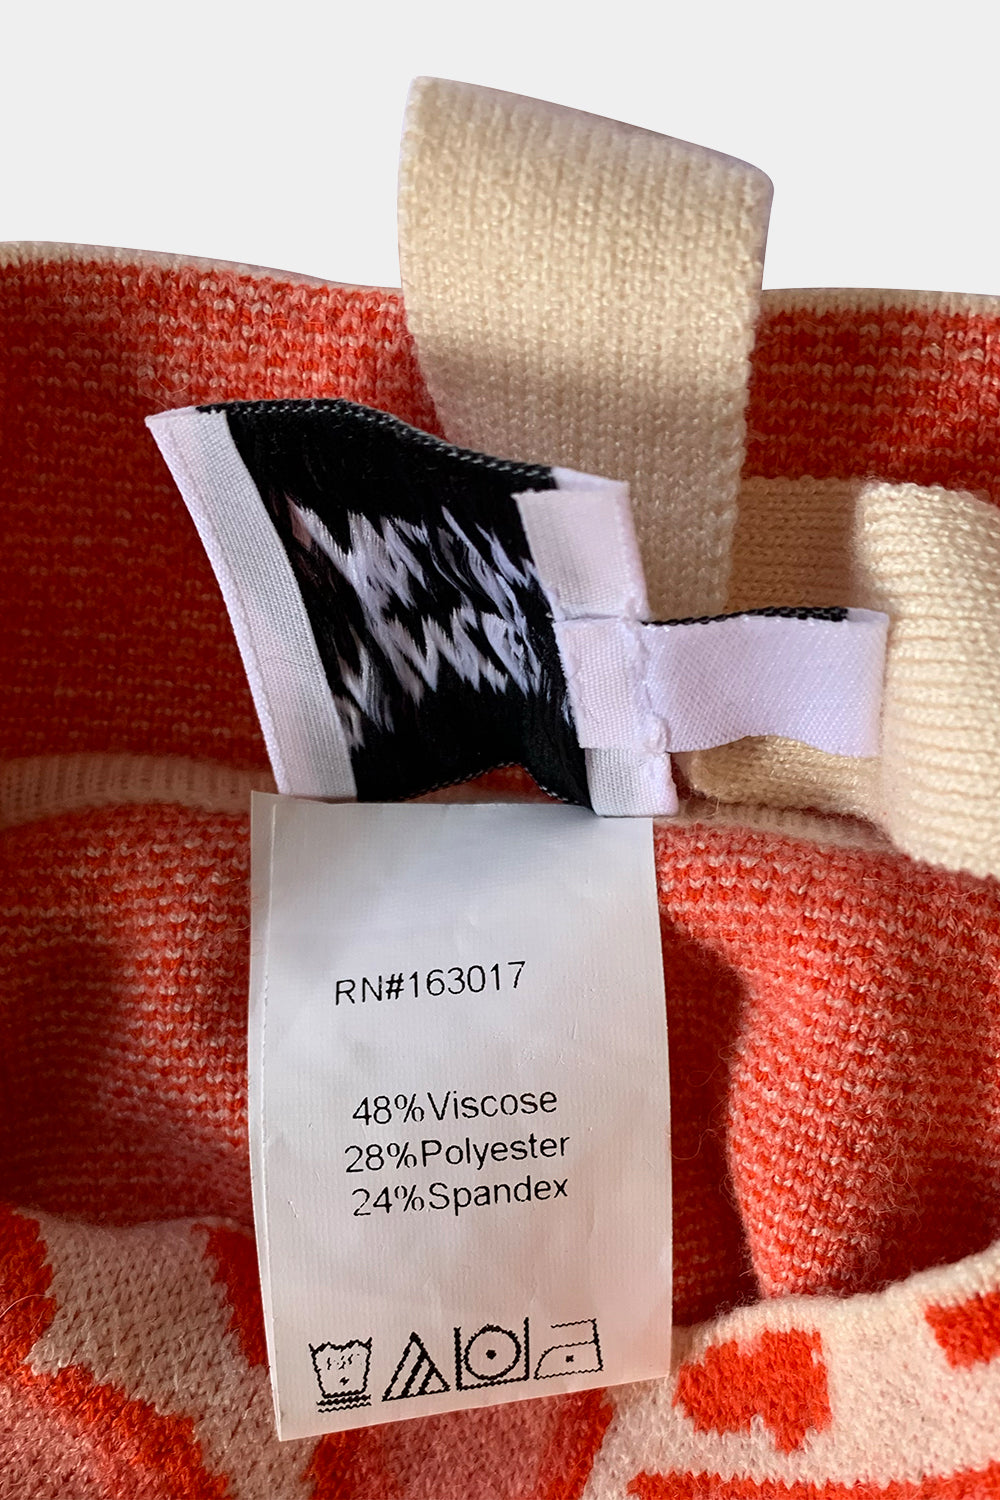 RN#163017
48%Viscose
28%Polyester
24%Spandex